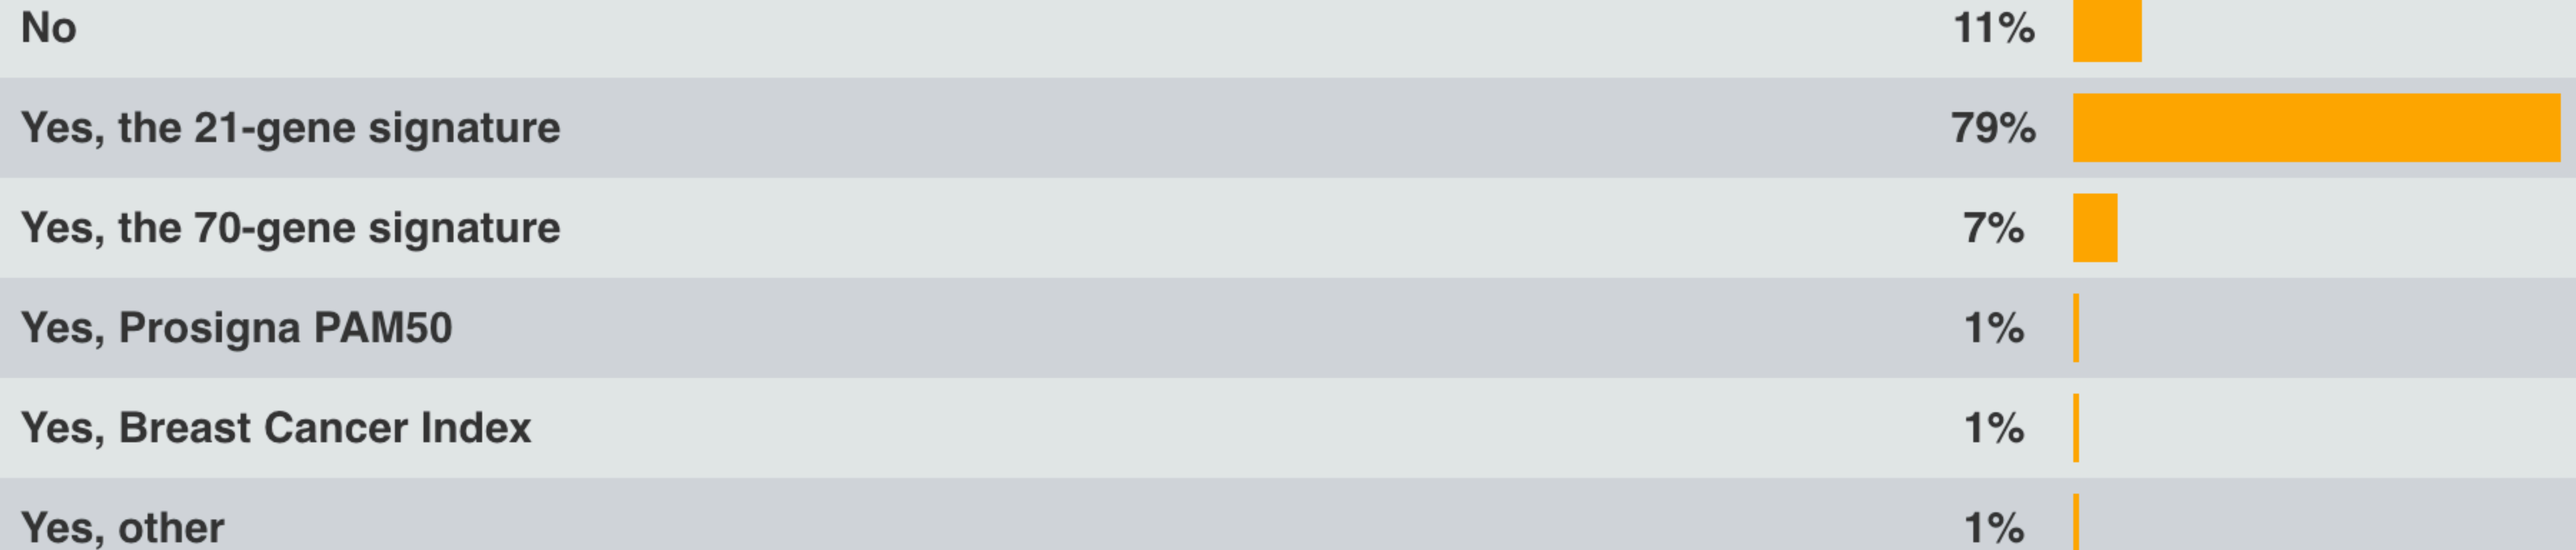 No 11%
Yes, the 21-gene signature 79%
Yes, the 70-gene signature 7%
Yes, Prosigna PAM50 1%
Yes, Breast Cancer Index 1%
Yes, other 1%